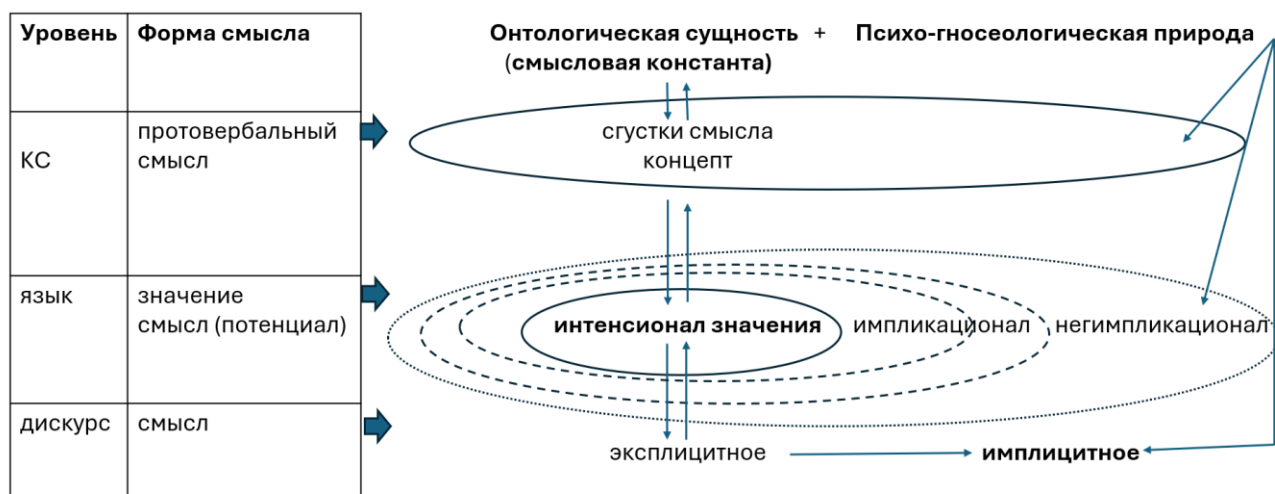 Уровень Форма смысла
Онтологическая сущность + Психо-гносеологическая природа
(смысловая константа)
КС
протовербальный
смысл
сгустки смысла
концепт
язык
значение
смысл (потенциал)
интенсионал значения импликационал негимпликационал
дискурс смысл
эксплицитное имплицитное